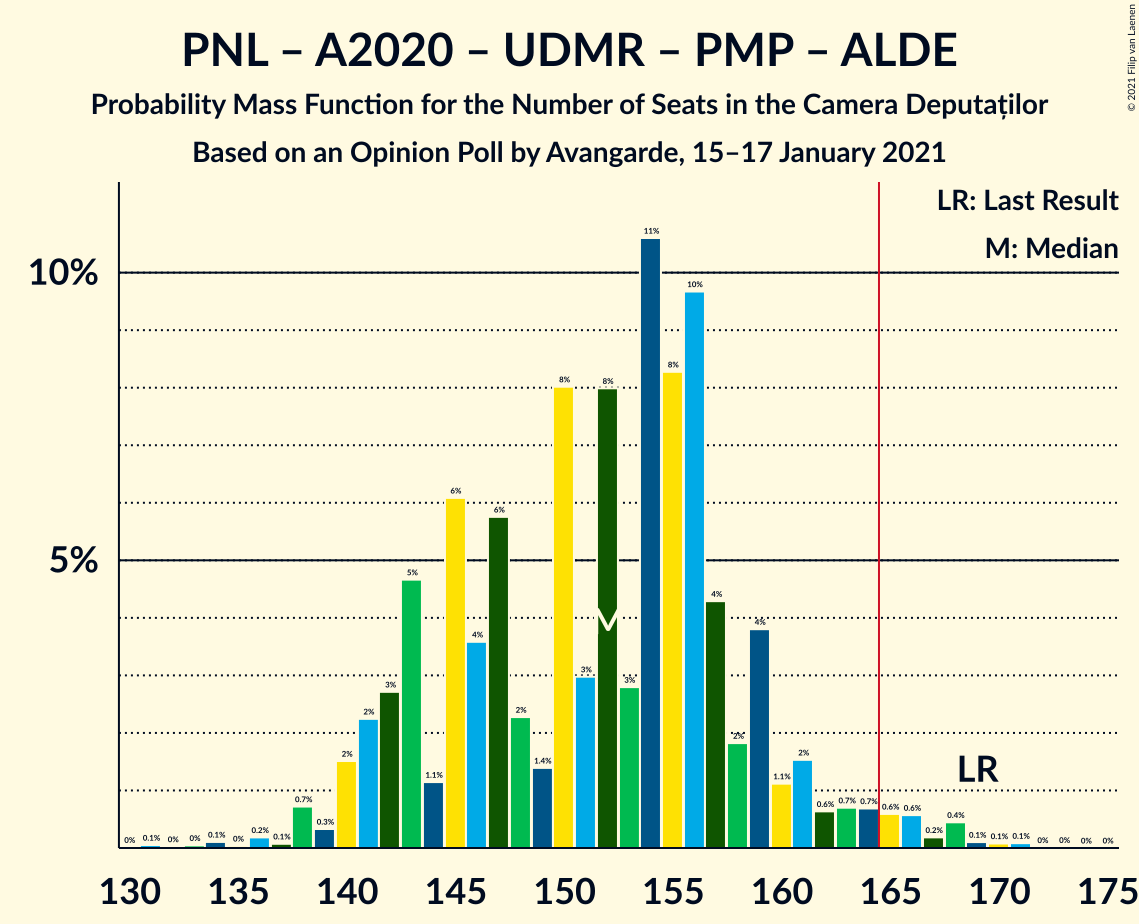 PNL – A2020 – UDMR – PMP – ALDE
Probability Mass Function for the Number of Seats in the Camera Deputaților
Based on an Opinion Poll by Avangarde, 15–17 January 2021
© 2021 Filip van Laenen
LR: Last Result
M: Median
10%
5%
0% 0.1% 0% 0% 0.1% 0% 0.2% 0.1% 0.7% 0.3% 2% 2% 3% 5% 1.1% 6% 4% 6% 2% 1.4% 8% 3% 8% 3% 11% 8% 10% 4% 2% 4% 1.1% 2% 0.6% 0.7% 0.7% 0.6% 0.6% 0.2% 0.4% 0.1% 0.1% 0.1% 0% 0% 0% 0%
M
LR
130 135 140 145 150 155 160 165 170 175